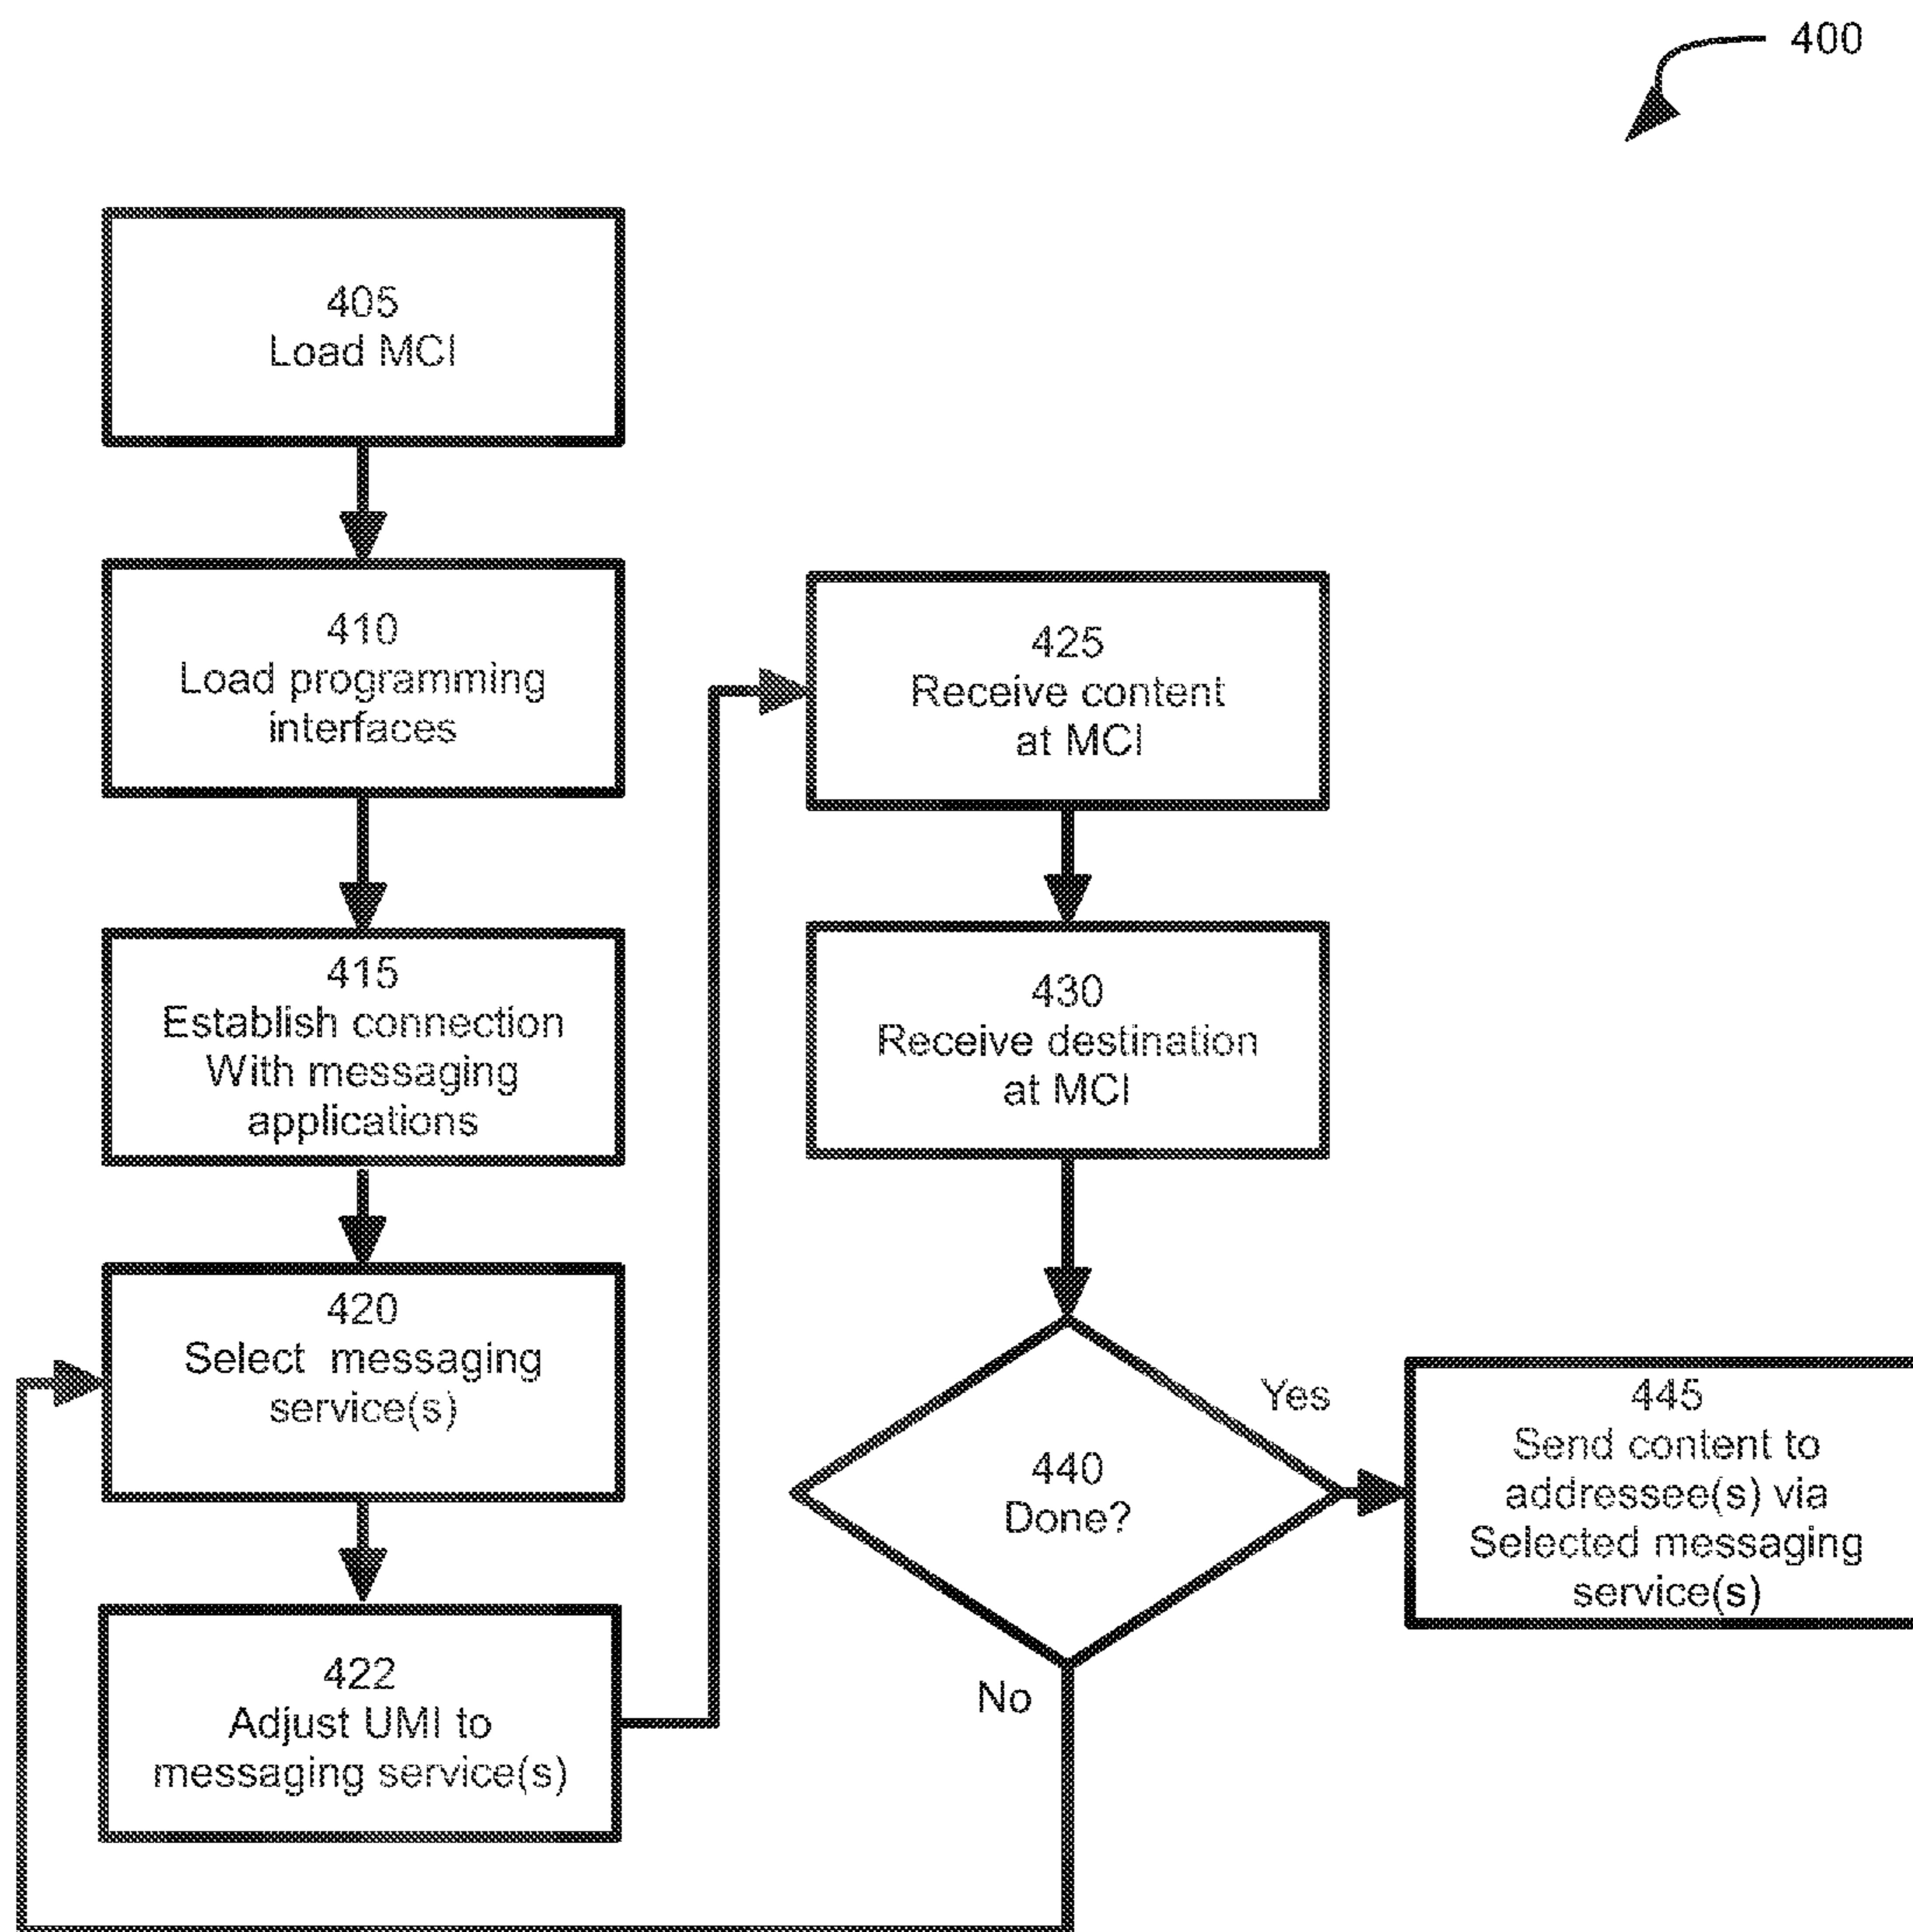 400
405
Load MCI
410
Load programming
interfaces
415
Establish connection
With messaging
applications
420
Select messaging
service(s)
422
Adjust UMI to
messaging service(s)
425
Receive content
at MCI
430
Receive destination
at MCI
440
Done?
Yes
No
445
Send content to
addressee(s) via
Selected messaging
service(s)